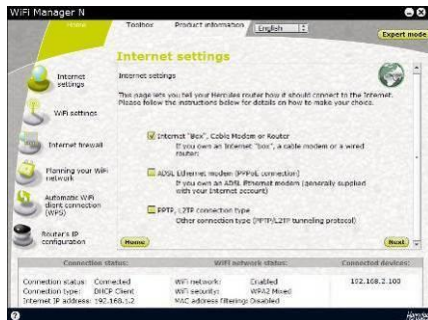 WiFi Manager N
Home Toolbox Product information English
Expert mode
Internet settings
Internet settings
This page lets you tell your Hercules router how it should connect to the Internet.
Please follow the instructions below for details on how to make your choice.
Internet settings
WiFi settings
Internet firewall
Planning your WiFi network
Automatic WiFi client connection (WPS)
Router's IP configuration
Internet "Box", Cable Modem or Router
If you own an Internet "box", a cable modem or a wired
router:
ADSL Ethernet modem (PPPoE connection)
If you own an ADSL Ethernet modem (generally supplied
with your Internet account)
PPTP, L2TP connection type
Other connection type (PPTP/L2TP tunneling protocol)
Home Next
Connection status: WiFi network status: Connected devices:
Connection status: Connected WiFi network: Enabled 192.168.2.100
Connection type: DHCP Client WiFi security: WPA2 Mixed
Internet IP address: 192.168.1.2 MAC address filtering: Disabled